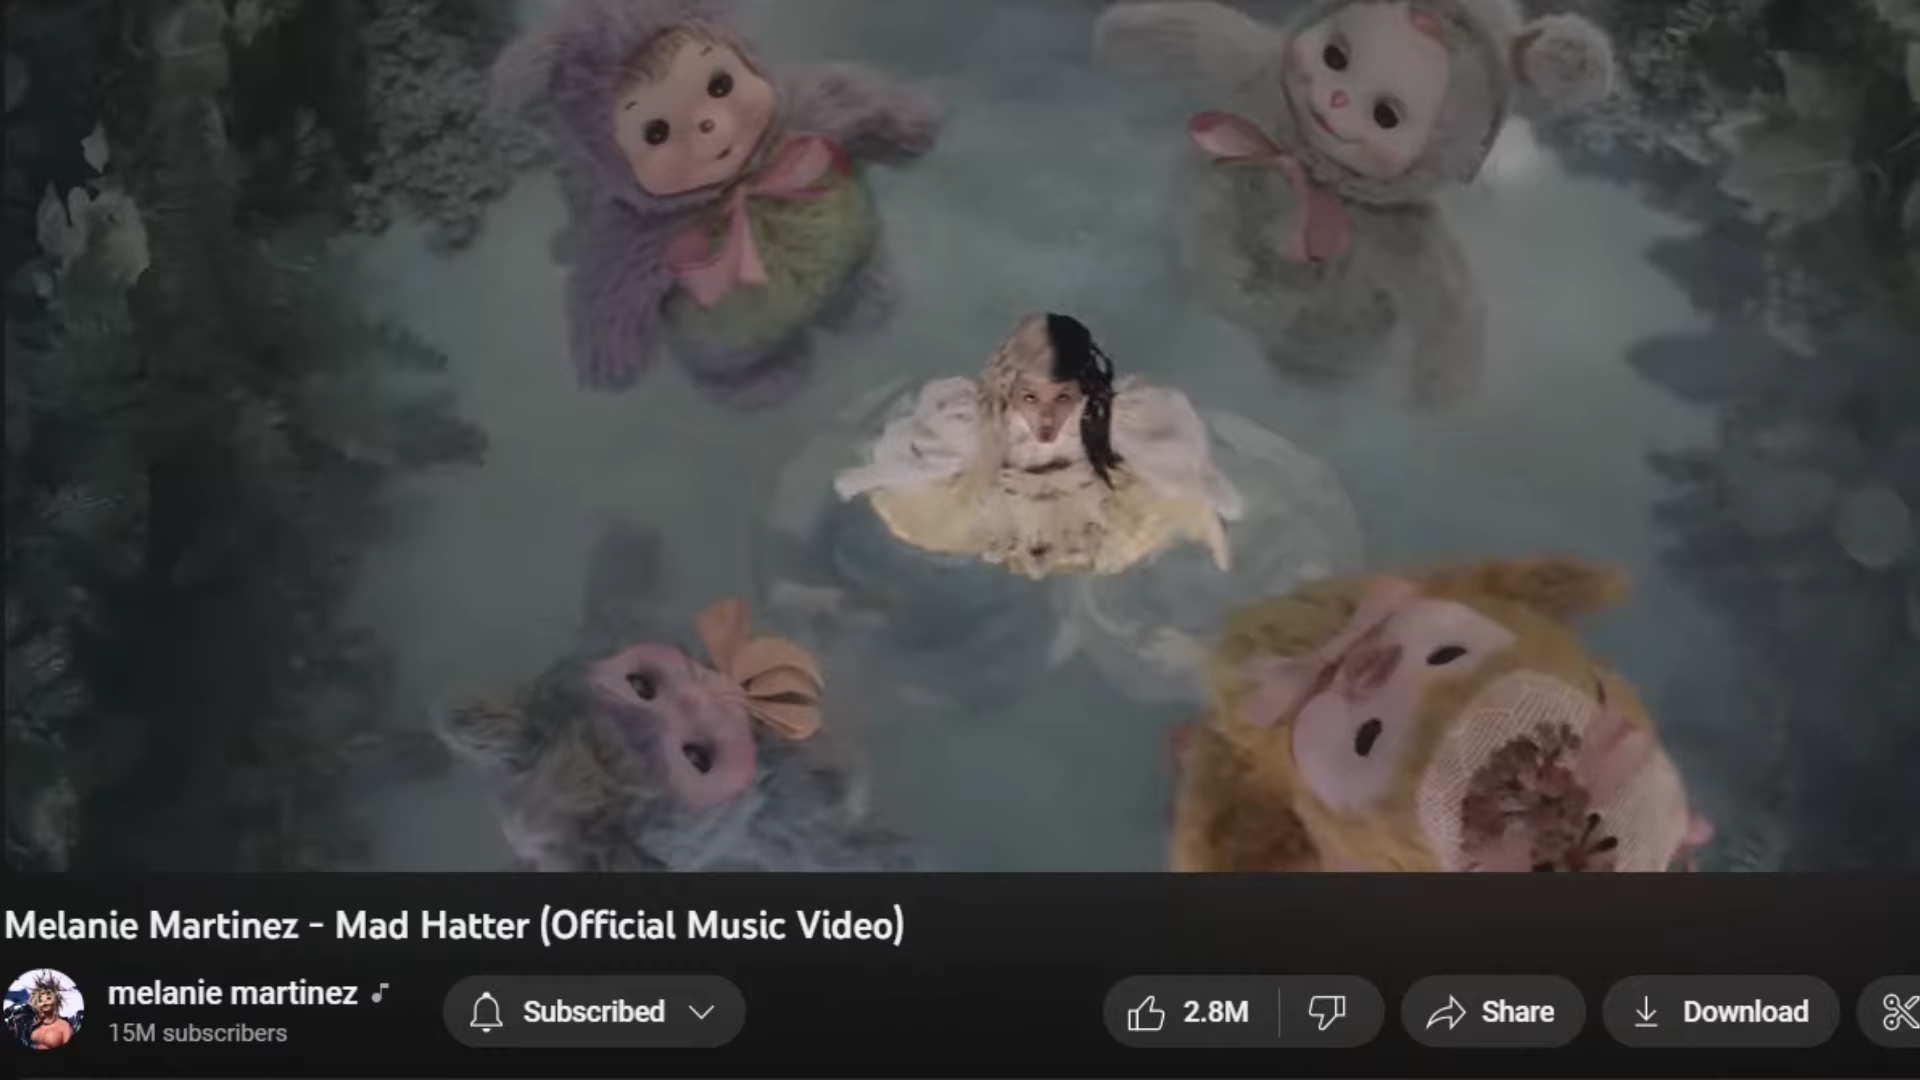 Melanie Martinez - Mad Hatter (Official Music Video)
melanie martinez
15M subscribers
Subscribed
2.8M
Share
Download